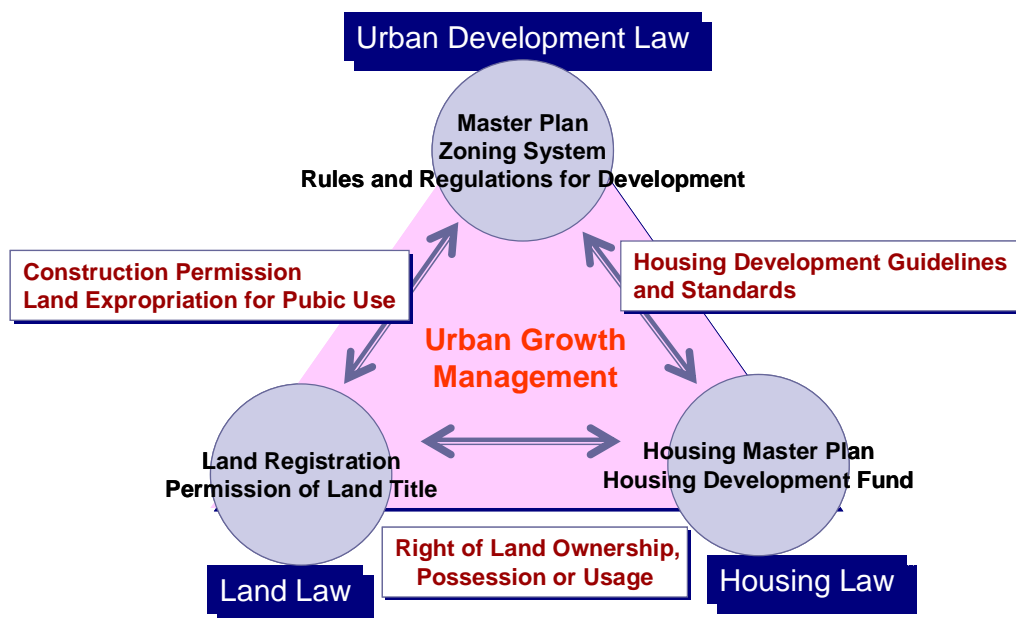 Urban Development Law
Master Plan
Zoning System
Rules and Regulations for Development
Construction Permission
Land Expropriation for Pubic Use
Housing Development Guidelines
and Standards
Urban Growth
Management
Land Registration
Permission of Land Title
Housing Master Plan
Housing Development Fund
Right of Land Ownership,
Possession or Usage
Land Law
Housing Law